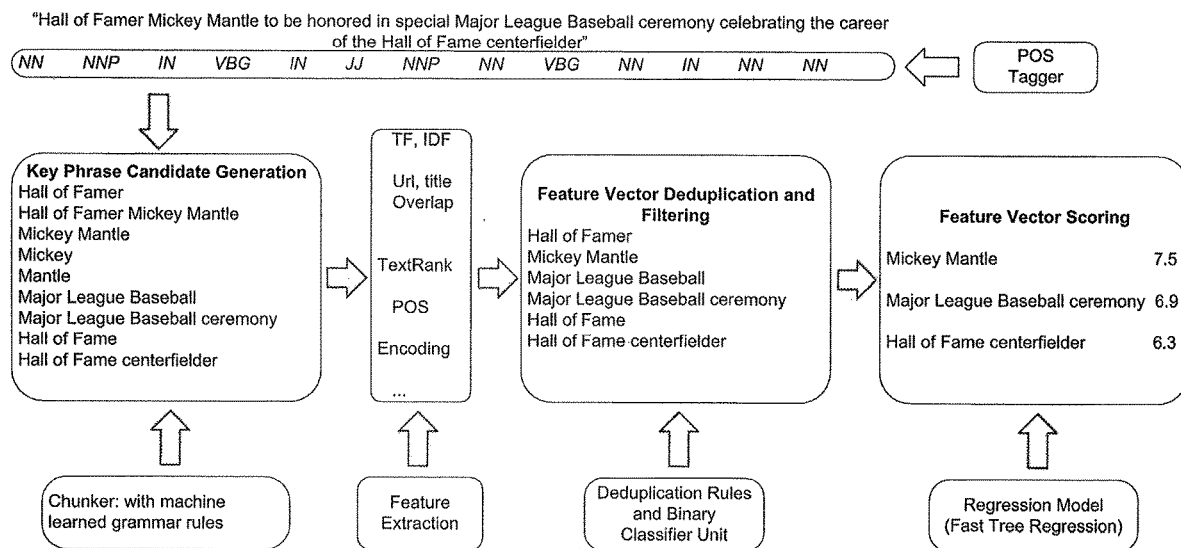 “Hall of Famer Mickey Mantle to be honored in special Major League Baseball ceremony celebrating the career
of the Hall of Fame centerfielder”
NN NNP IN VBG IN JJ NNP NN VBG NN IN NN NN
POS
Tagger
Key Phrase Candidate Generation
Hall of Famer
Hall of Famer Mickey Mantle
Mickey Mantle
Mickey
Mantle
Major League Baseball
Major League Baseball ceremony
Hall of Fame
Hall of Fame centerfielder
TF, IDF
Url, title
Overlap
TextRank
POS
Encoding
...
Feature Vector Deduplication and
Filtering
Hall of Famer
Mickey Mantle
Major League Baseball
Major League Baseball ceremony
Hall of Fame
Hall of Fame centerfielder
Feature Vector Scoring
Mickey Mantle 7.5
Major League Baseball ceremony 6.9
Hall of Fame centerfielder 6.3
Chunker: with machine
learned grammar rules
Feature
Extraction
Deduplication Rules
and Binary
Classifier Unit
Regression Model
(Fast Tree Regression)